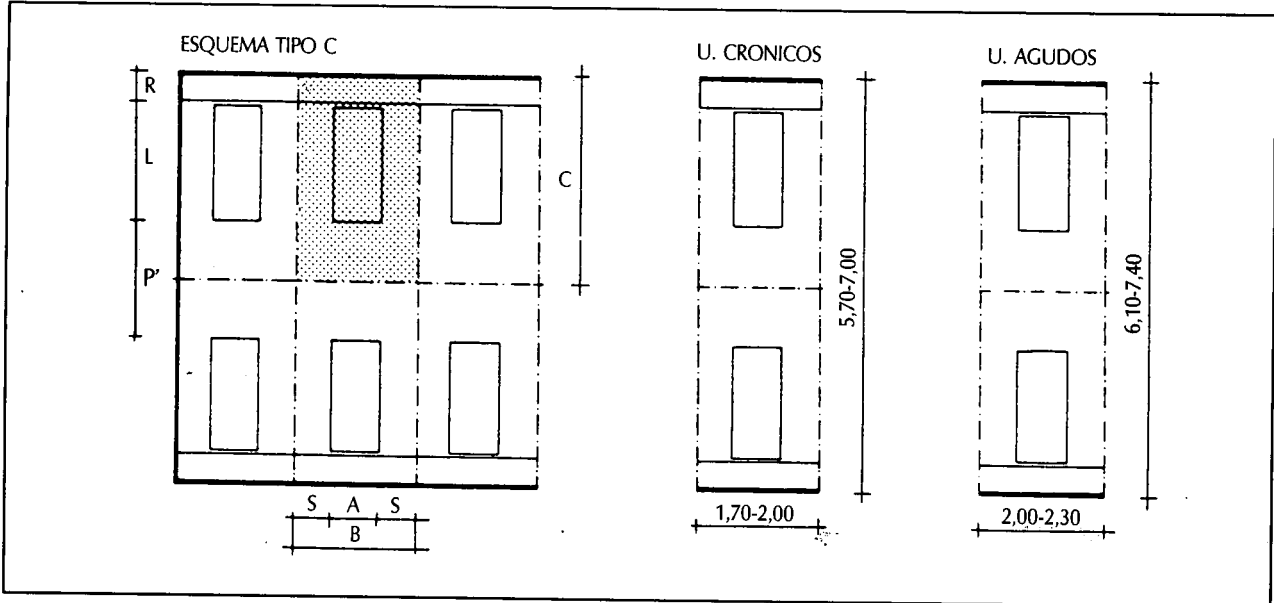 ESQUEMA TIPO C
U. CRONICOS
U. AGUDOS
R
L
P'
C
5,70-7,00
6,10-7,40
S A S
B
1,70-2,00
2,00-2,30